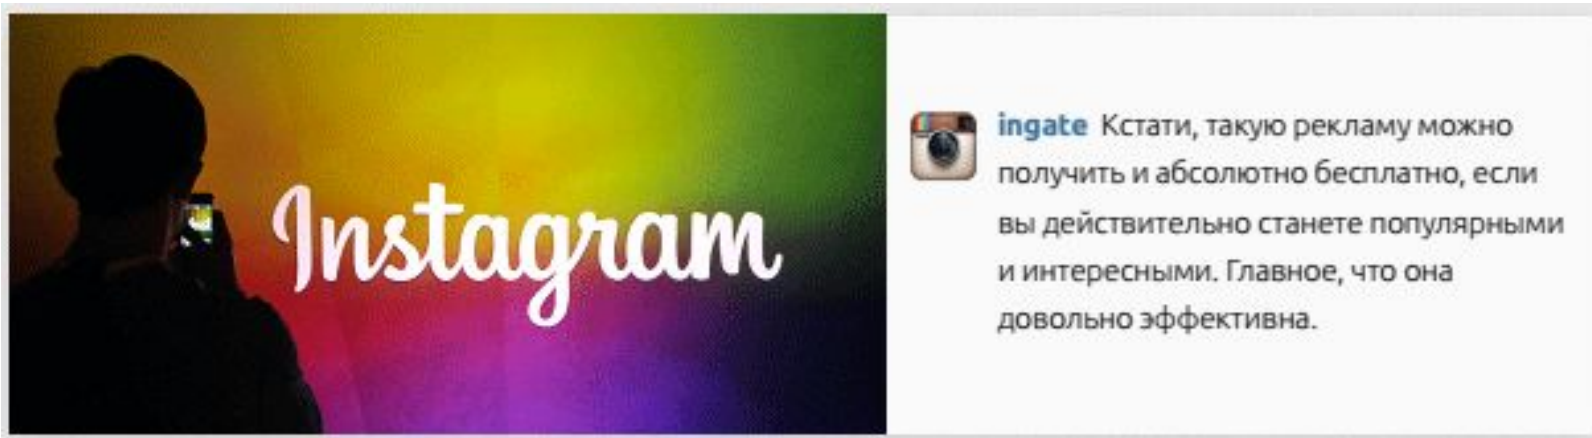 Instagram
ingate Кстати, такую рекламу можно
получить и абсолютно бесплатно, если
вы действительно станете популярными
и интересными. Главное, что она
довольно эффективна.